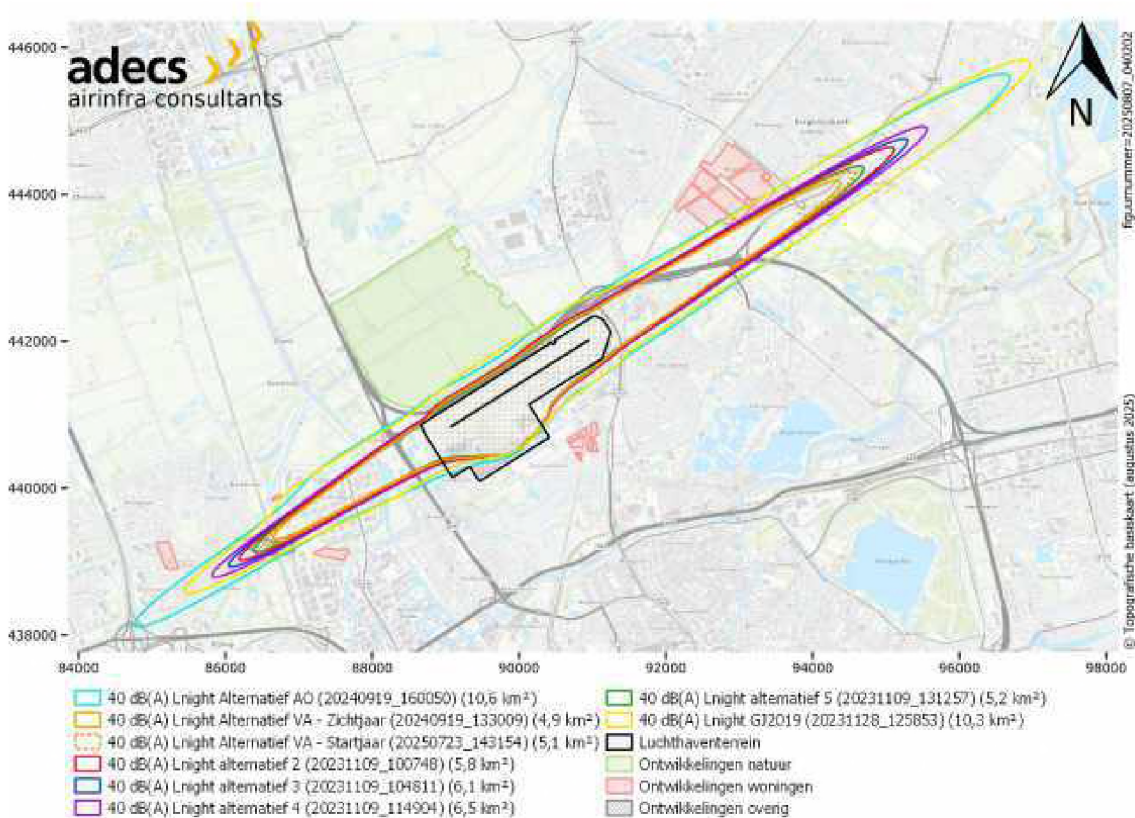 446000
adecs
airinfra consultants
N
figuurnummer=20250807_040202
444000
442000
440000
438000
© Topografische basiskaart (augustus 2025)
84000 86000 88000 90000 92000 94000 96000 98000
40 dB(A) Lnight Alternatief AO (20240919_160050) (10,6 km²)
40 dB(A) Lnight Alternatief VA - Zichtjaar (20240919_133009) (4,9 km²)
40 dB(A) Lnight Alternatief VA - Startjaar (20250723_143154) (5,1 km²)
40 dB(A) Lnight alternatief 2 (20231109_100748) (5,8 km²)
40 dB(A) Lnight alternatief 3 (20231109_104811) (6,1 km²)
40 dB(A) Lnight alternatief 4 (20231109_114904) (6,5 km²)
40 dB(A) Lnight alternatief 5 (20231109_131257) (5,2 km²)
40 dB(A) Lnight GJ2019 (20231128_125853) (10,3 km²)
Luchthaventerrein
Ontwikkelingen natuur
Ontwikkelingen woningen
Ontwikkelingen overig